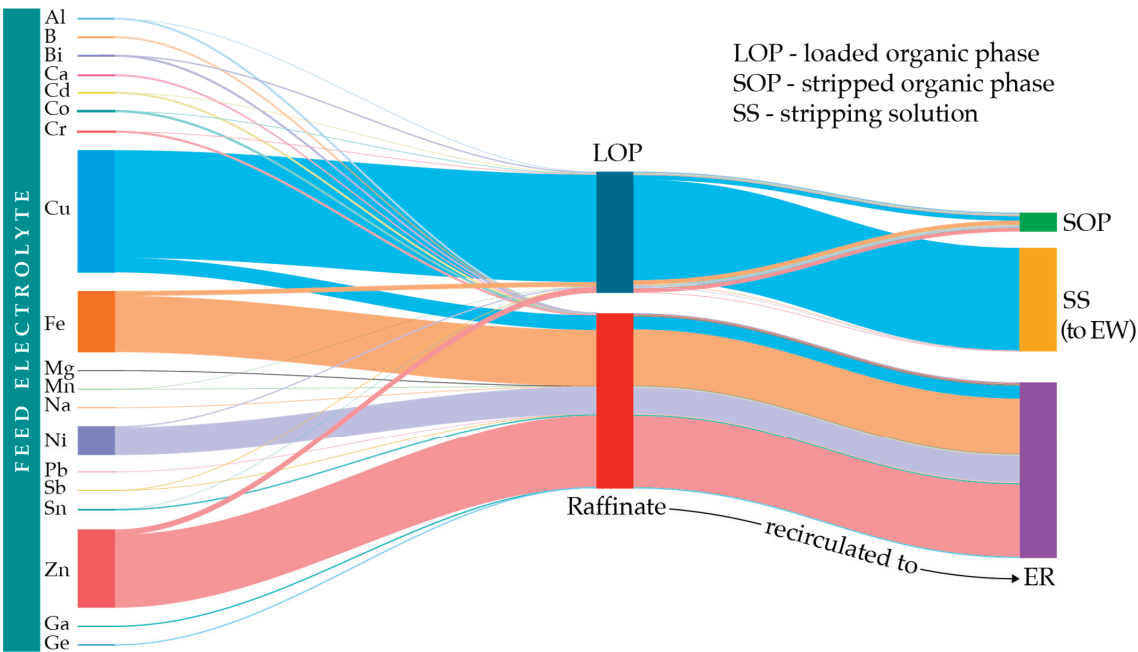 FEED ELECTROLYTE
Al
B
Bi
Ca
Cd
Co
Cr
Cu
Fe
Mg
Mn
Na
Ni
Pb
Sb
Sn
Zn
Ga
Ge
LOP - loaded organic phase
SOP - stripped organic phase
SS - stripping solution
LOP
SOP
SS
(to EW)
Raffinate
recirculated to
ER